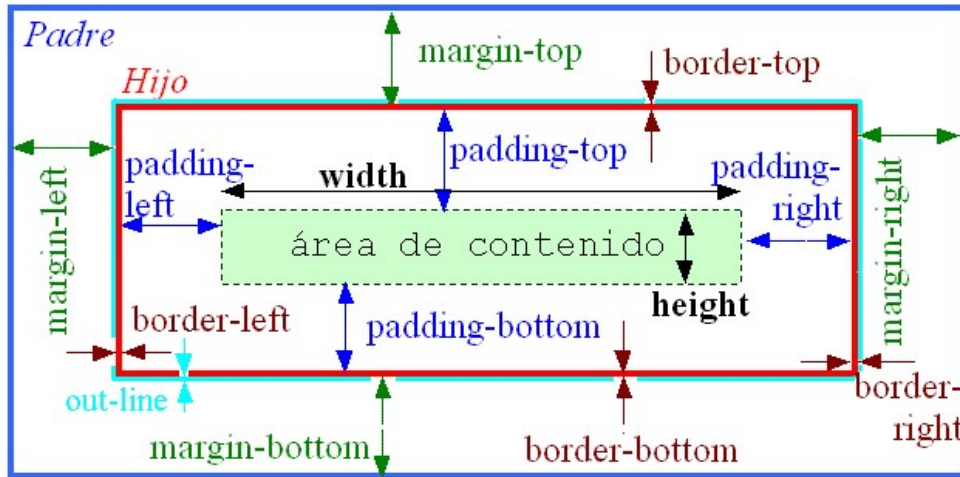 Padre
margin-top
border-top
Hijo
padding-
left
padding-top
padding-
right
width
margin-left
margin-right
área de contenido
height
border-left
padding-bottom
out-line
border-
right
margin-bottom
border-bottom